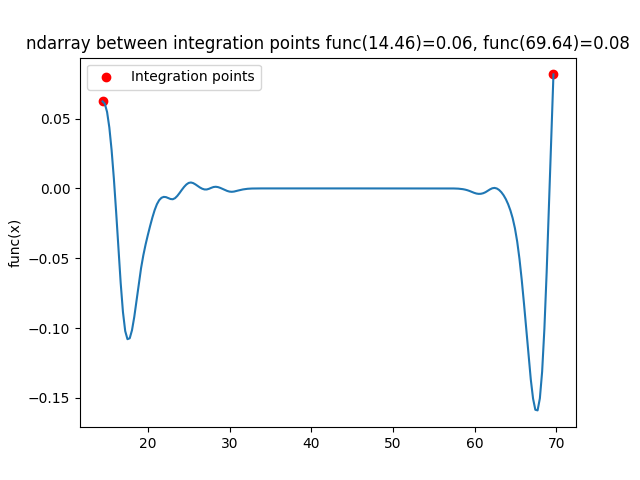 ndarray between integration points func(14.46)=0.06, func(69.64)=0.08
Integration points
0.05
0.00
−0.05
−0.10
−0.15
func(x)
20 30 40 50 60 70